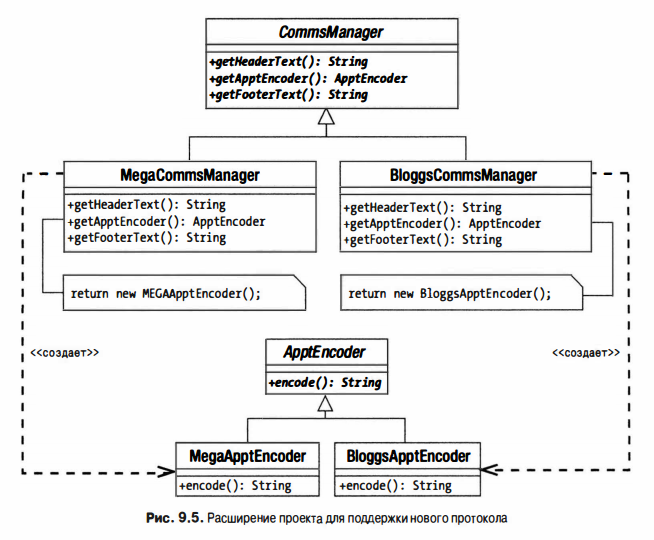 CommsManager
+getHeaderText(): String
+getApptEncoder(): ApptEncoder
+getFooterText(): String
MegaCommsManager
+getHeaderText(): String
+getApptEncoder(): ApptEncoder
+getFooterText(): String
BloggsCommsManager
+getHeaderText(): String
+getApptEncoder(): ApptEncoder
+getFooterText(): String
return new MEGAApptEncoder();
return new BloggsApptEncoder();
<<создает>>
ApptEncoder
+encode(): String
<<создает>>
MegaApptEncoder
+encode(): String
BloggsApptEncoder
+encode(): String
Рис. 9.5. Расширение проекта для поддержки нового протокола